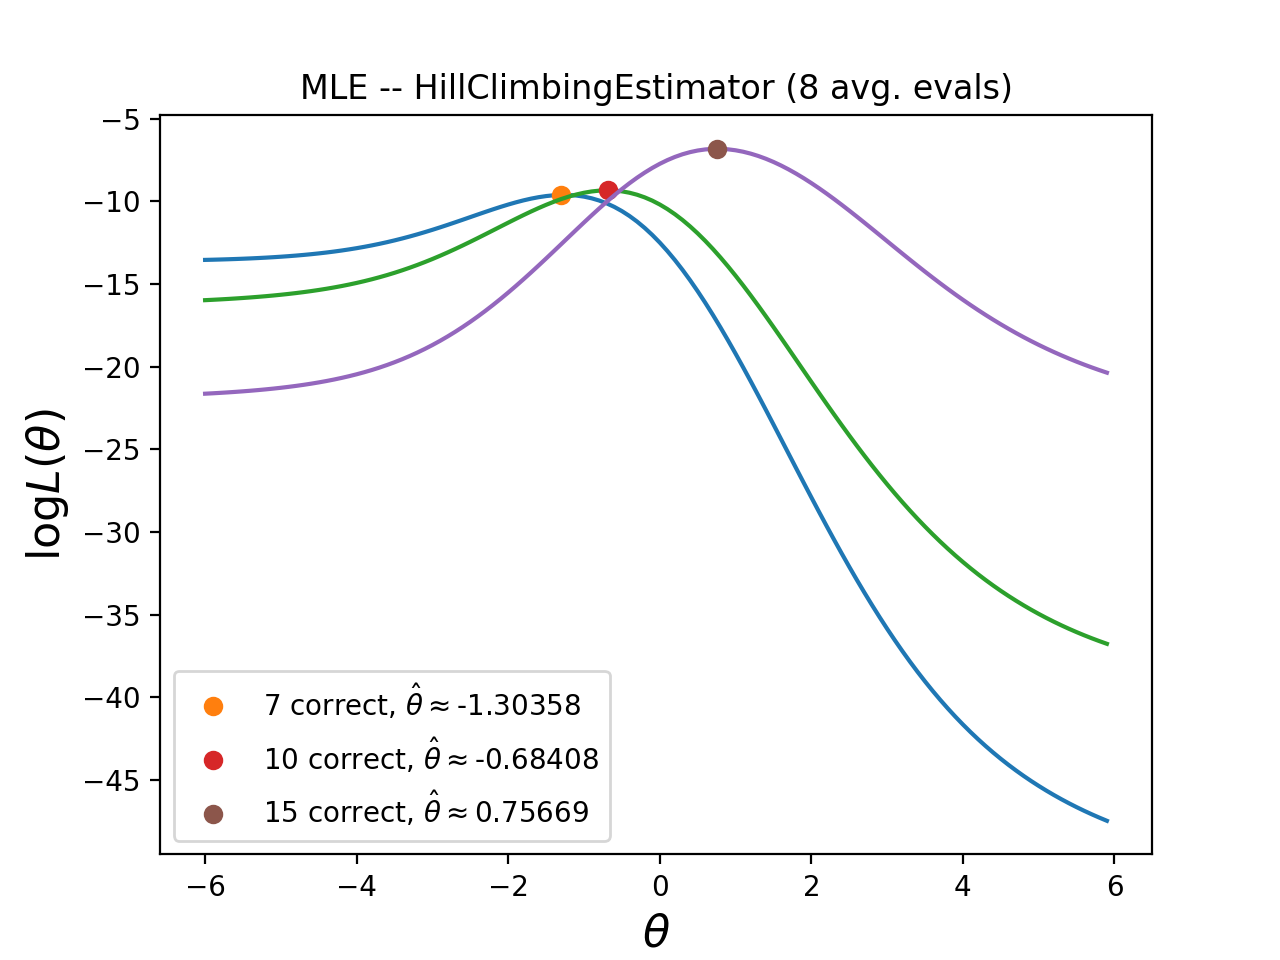 MLE -- HillClimbingEstimator (8 avg. evals)
logL(θ)
−5
−10
−15
−20
−25
−30
−35
−40
−45
7 correct, θ̂ ≈ -1.30358
10 correct, θ̂ ≈ -0.68408
15 correct, θ̂ ≈ 0.75669
−6 −4 −2 0 2 4 6
θ